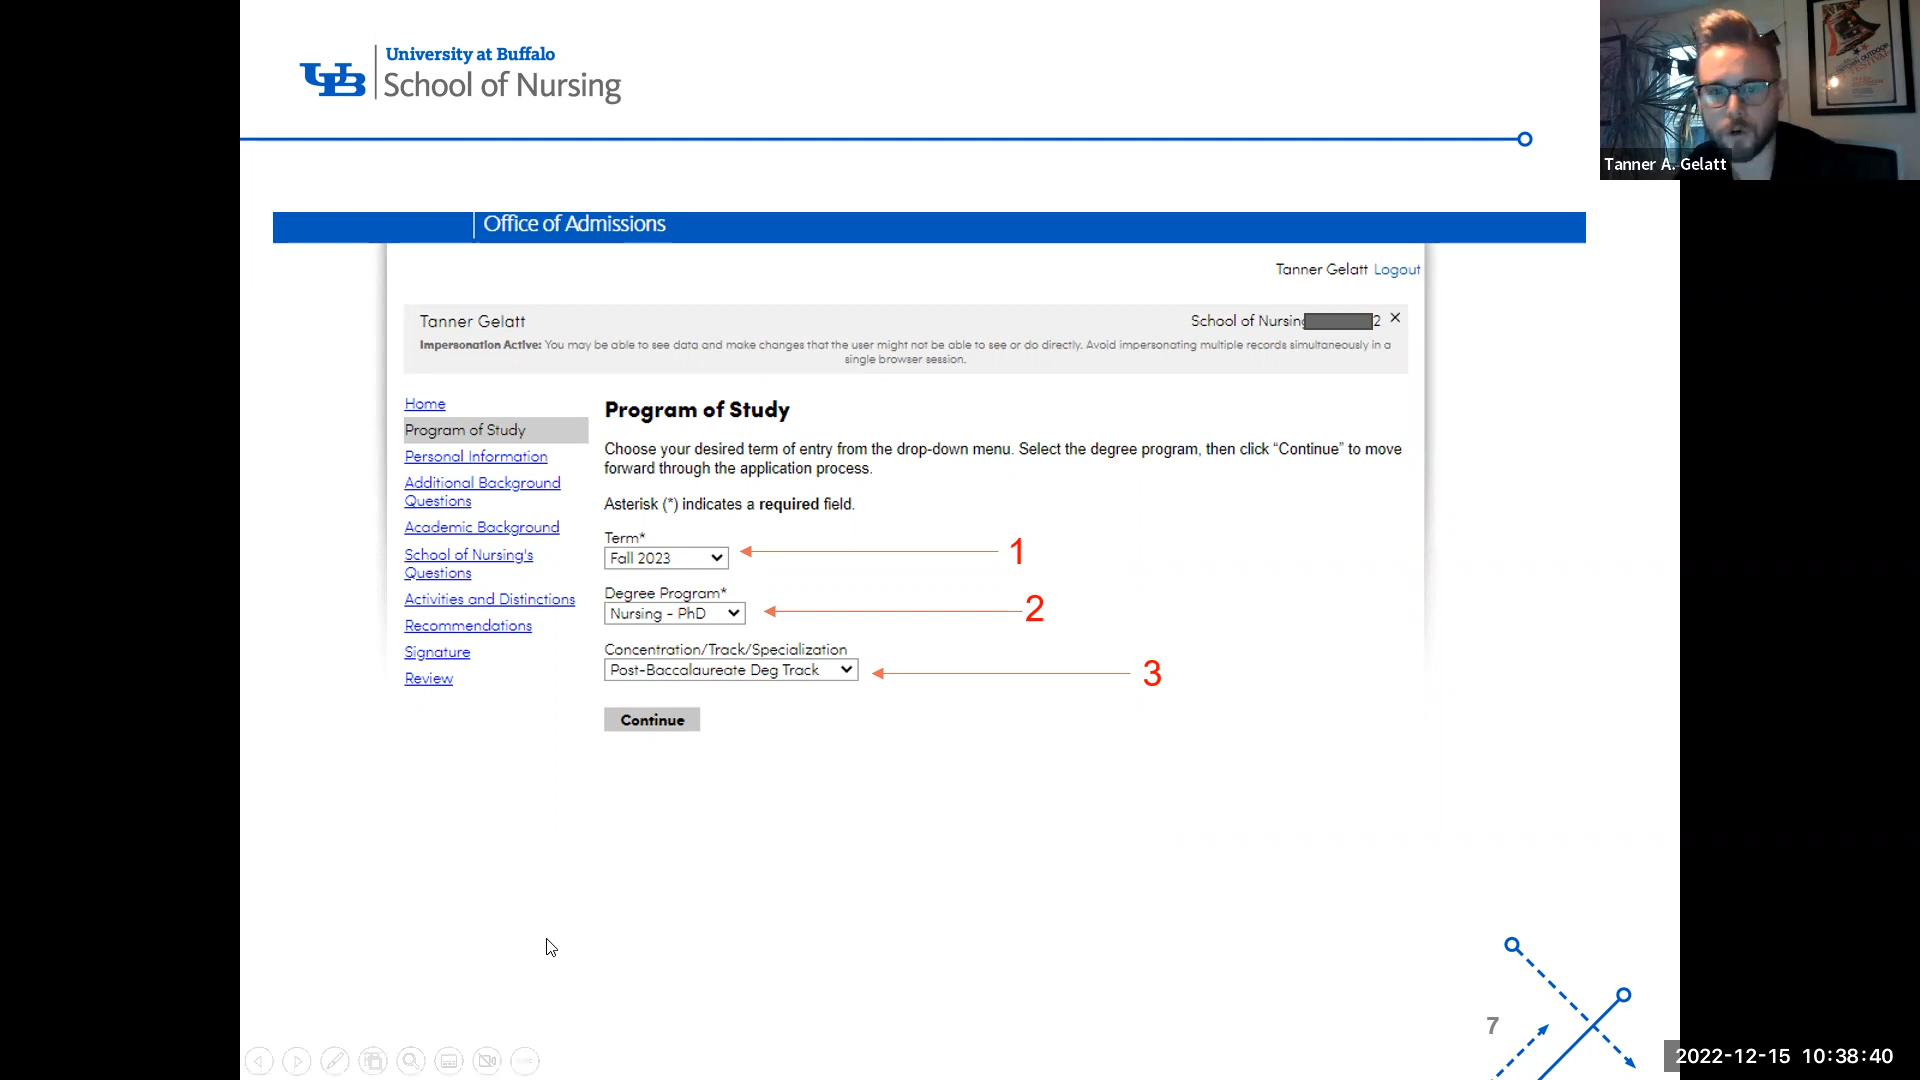 University at Buffalo
School of Nursing
UB
Tanner A. Gelatt
Office of Admissions
Tanner Gelatt Logout
Tanner Gelatt
School of Nursing 2 ×
Impersonation Active: You may be able to see data and make changes that the user might not be able to see or do directly. Avoid impersonating multiple records simultaneously in a
single browser session.
Home
Program of Study
Personal Information
Additional Background
Questions
Academic Background
School of Nursing's
Questions
Activities and Distinctions
Recommendations
Signature
Review
Program of Study
Choose your desired term of entry from the drop-down menu. Select the degree program, then click “Continue” to move
forward through the application process.
Asterisk (*) indicates a required field.
Term*
Fall 2023
1
Degree Program*
Nursing - PhD
2
Concentration/Track/Specialization
Post-Baccalaureate Deg Track
3
Continue
7
2022-12-15 10:38:40